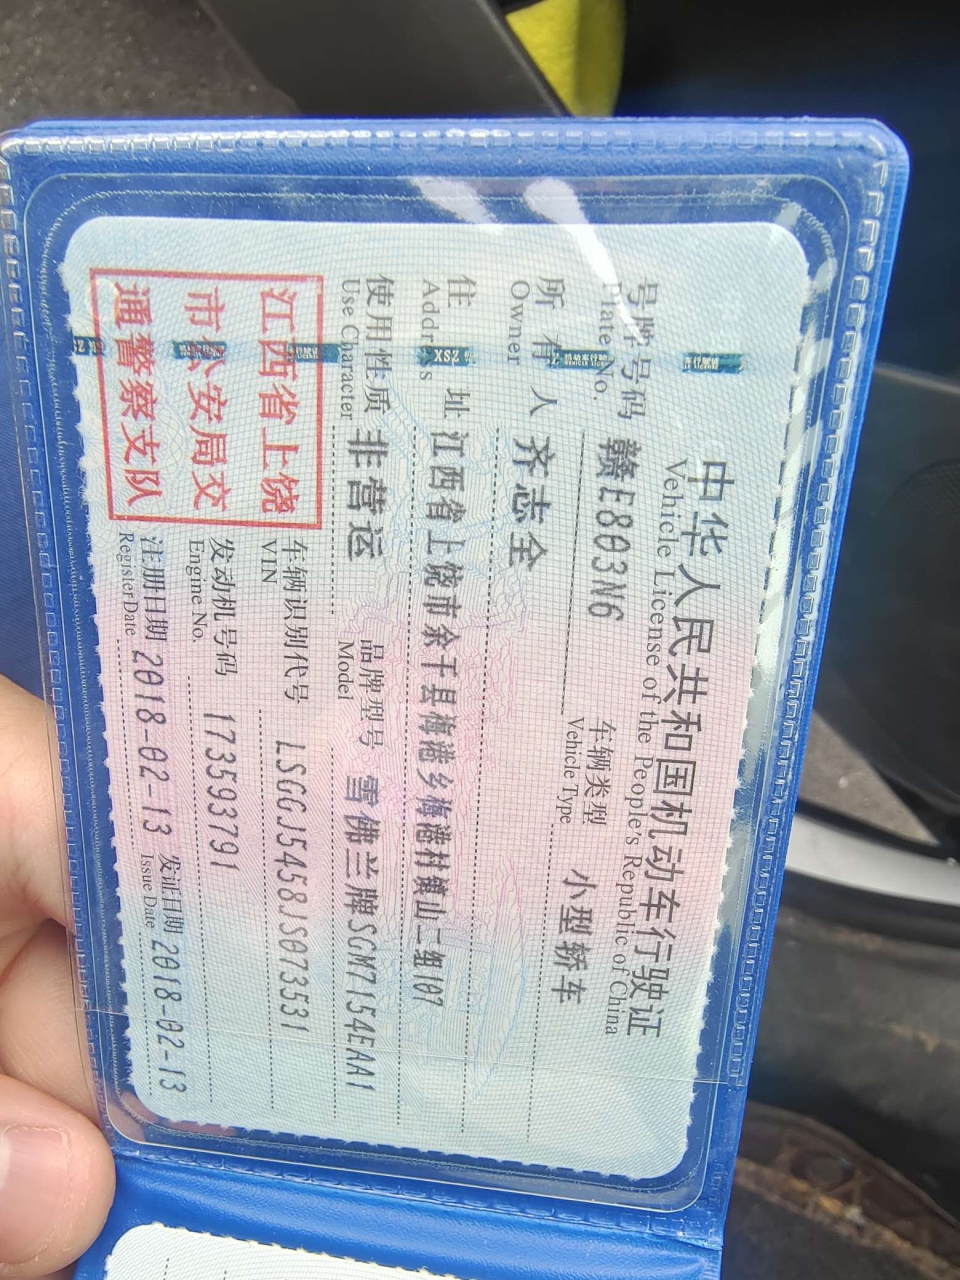 中华人民共和国机动车行驶证
Vehicle License of the People's Republic of China
号牌号码 赣E803N6 车辆类型 小型轿车
Plate No. Vehicle Type
所有人 齐志全
Owner
住址 江西省上饶市余干县梅港乡梅港村镇山二组107
Address
使用性质 非营运 品牌型号 雪佛兰牌SGM7154EAA1
Use Character Model
车辆识别代号 LSGGJ5458JS073531
VIN
发动机号码 173593791
Engine No.
注册日期 2018-02-13 发证日期 2018-02-13
Register Date Issue Date
江西省上饶
市公安局交
通警察支队
ZSX